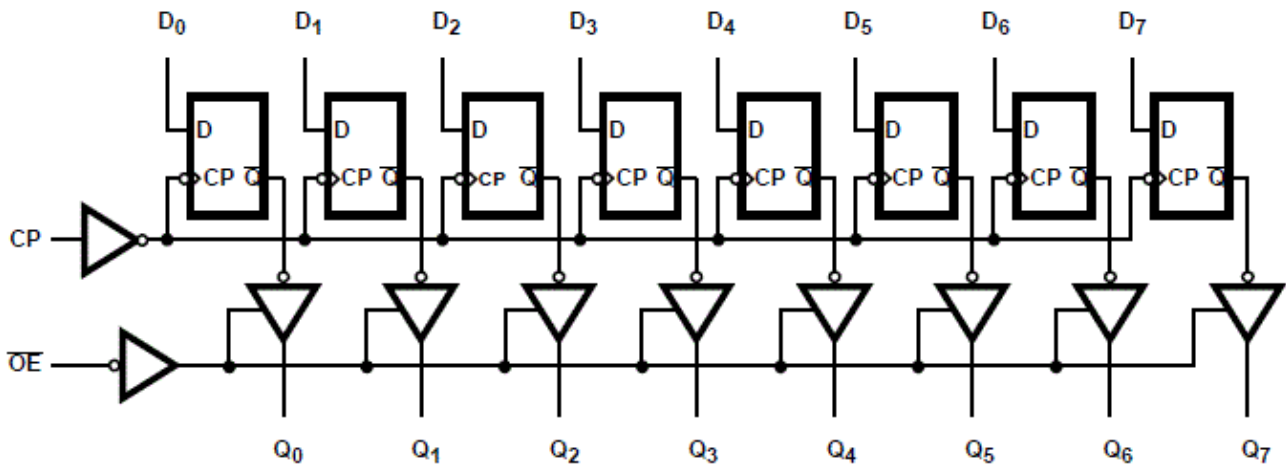 D₀ D₁ D₂ D₃ D₄ D₅ D₆ D₇
D D D D D D D D
CP Q̅ CP Q̅ CP Q̅ CP Q̅ CP Q̅ CP Q̅ CP Q̅ CP Q̅
CP
O̅E̅
Q₀ Q₁ Q₂ Q₃ Q₄ Q₅ Q₆ Q₇